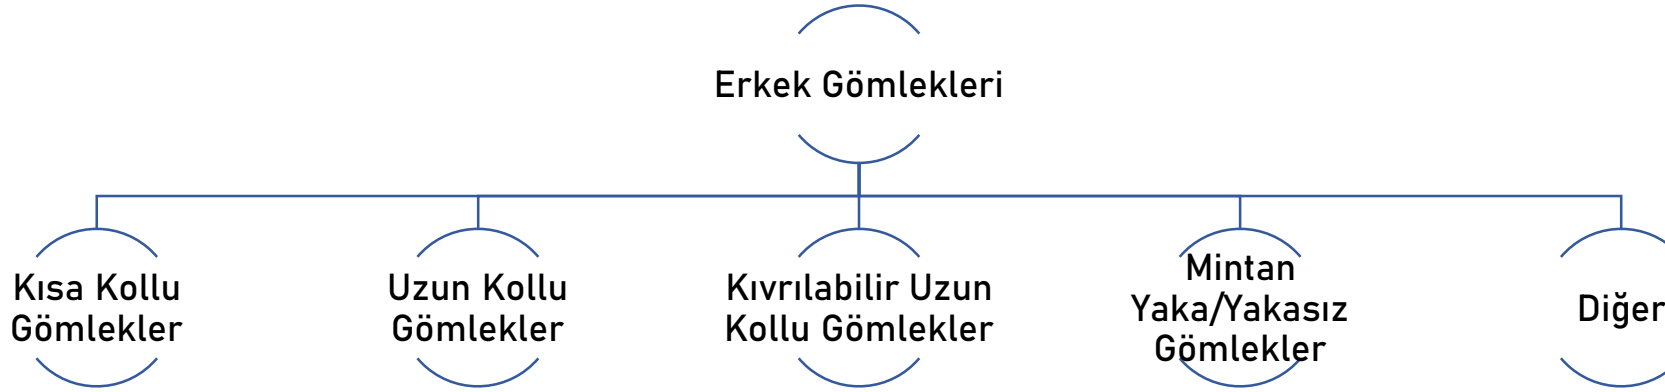 Erkek Gömlekleri
Kısa Kollu
Gömlekler
Uzun Kollu
Gömlekler
Kıvrılabilir Uzun
Kollu Gömlekler
Mintan
Yaka/Yakasız
Gömlekler
Diğer